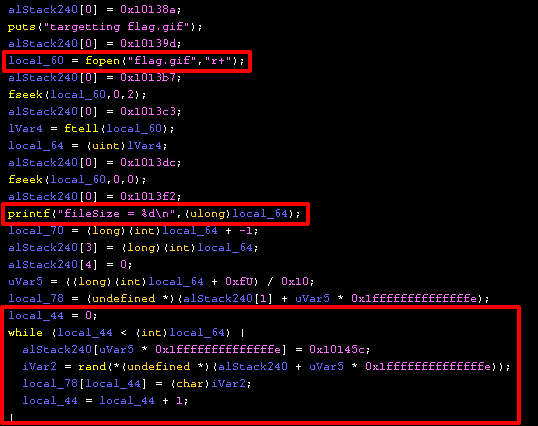 alStack240[0] = 0x10138a;
puts("targetting flag.gif");
alStack240[0] = 0x10139d;
local_60 = fopen("flag.gif","r+");
alStack240[0] = 0x1013b7;
fseek(local_60,0,2);
alStack240[0] = 0x1013c3;
lVar4 = ftell(local_60);
local_64 = (uint)lVar4;
alStack240[0] = 0x1013dc;
fseek(local_60,0,0);
alStack240[0] = 0x1013f2;
printf("fileSize = %d\n",(ulong)local_64);
local_70 = (long)(int)local_64 + -1;
alStack240[3] = (long)(int)local_64;
alStack240[4] = 0;
uVar5 = ((long)(int)local_64 + 0xfU) / 0x10;
local_78 = (undefined *)(alStack240[1] + uVar5 * 0x1ffffffffffffffe);
local_44 = 0;
while (local_44 < (int)local_64) {
alStack240[uVar5 * 0x1ffffffffffffffe] = 0x10145c;
iVar2 = rand(*(undefined *)(alStack240 + uVar5 * 0x1ffffffffffffffe));
local_78[local_44] = (char)iVar2;
local_44 = local_44 + 1;
}